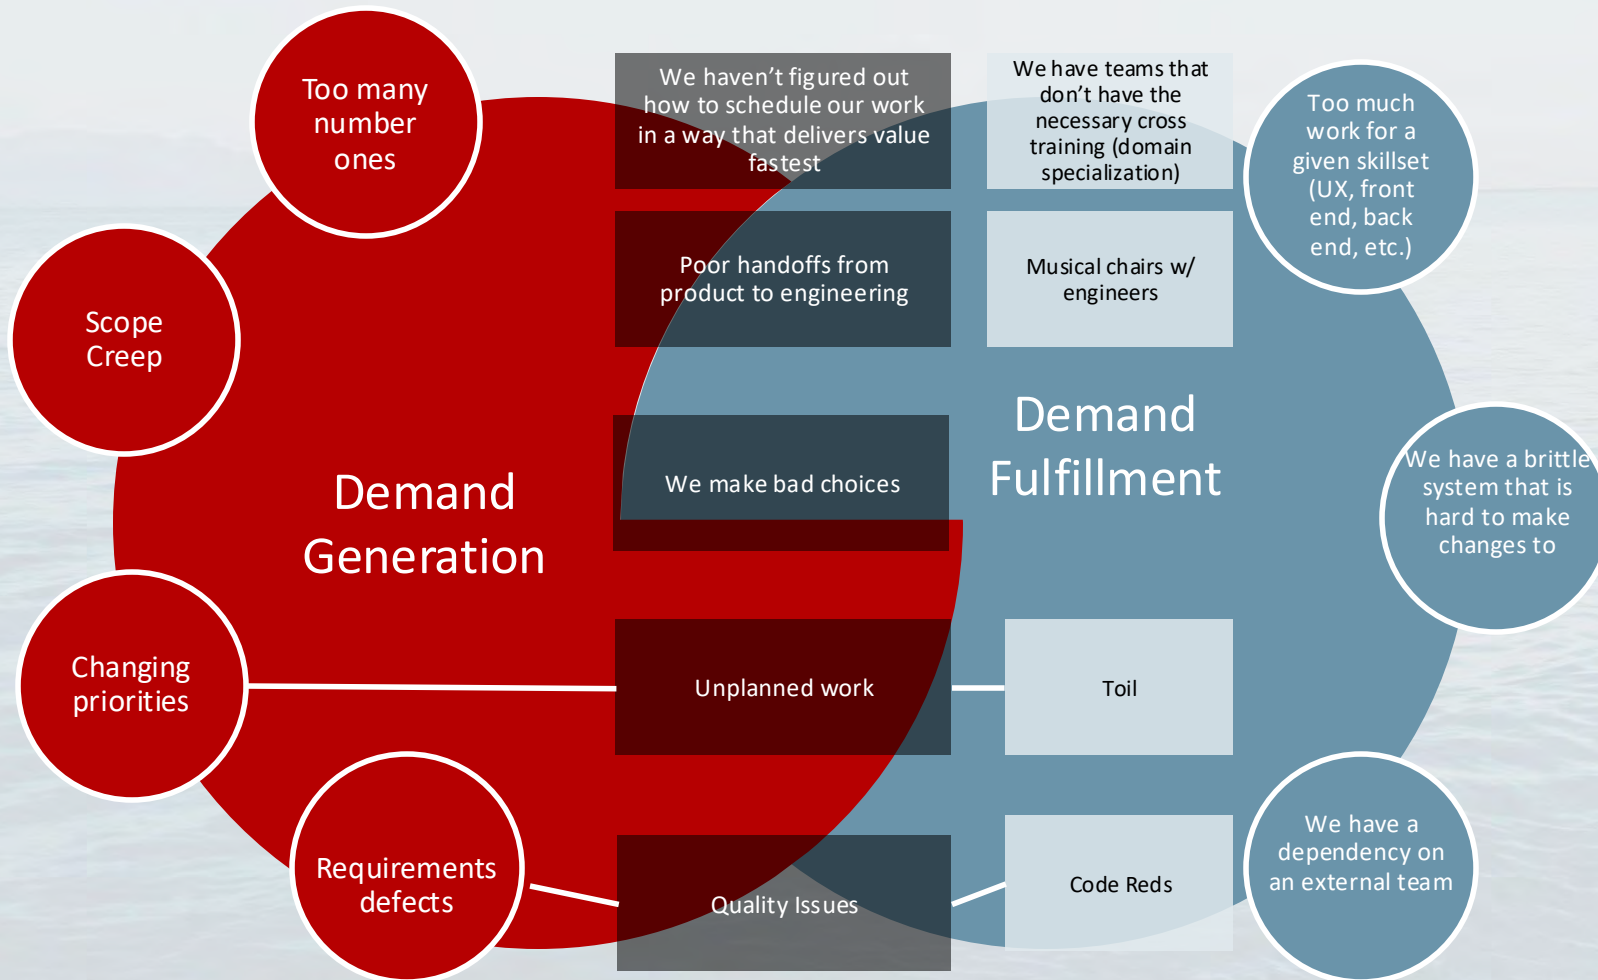 Too many
number
ones
We haven’t figured out
how to schedule our work
in a way that delivers value
fastest
We have teams that
don’t have the
necessary cross
training (domain
specialization)
Too much
work for a
given skillset
(UX, front
end, back
end, etc.)
Scope
Creep
Poor handoffs from
product to engineering
Musical chairs w/
engineers
Demand
Generation
We make bad choices
Demand
Fulfillment
We have a brittle
system that is
hard to make
changes to
Changing
priorities
Unplanned work
Toil
Requirements
defects
Quality Issues
Code Reds
We have a
dependency on
an external team